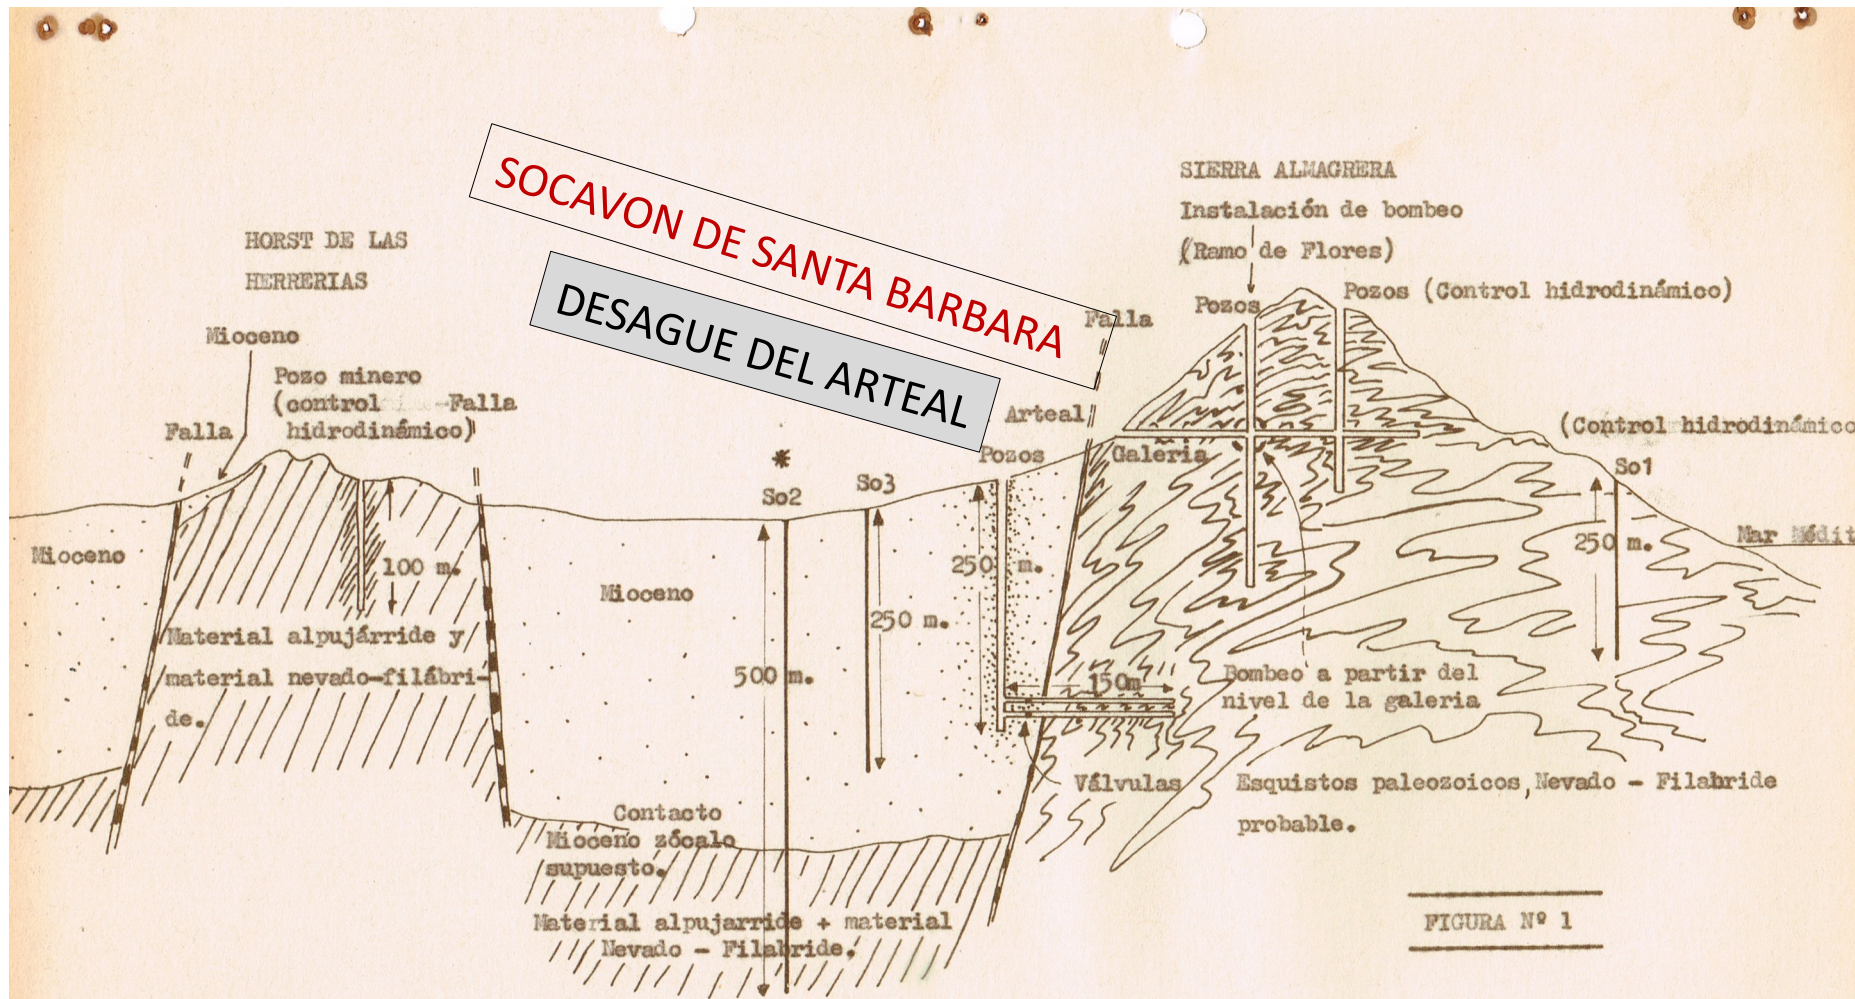 SOCAVON DE SANTA BARBARA
DESAGUE DEL ARTEAL
SIERRA ALMAGRERA
Instalación de bombeo
(Ramo de Flores)
Pozos
Pozos (Control hidrodinámico)
HORST DE LAS
HERRERIAS
Mioceno
Pozo minero
(control
hidrodinámico)
Falla
Falla
Falla
Arteal
Pozos
Galeria
(Control hidrodinámico
So1
So2
So3
*
Mar
Mioceno
100 m.
Mioceno
250 m.
250 m.
250 m.
500 m.
150m
Material alpujárride y
material nevado-filábri-
de.
Bombeo a partir del
nivel de la galeria
Válvulas
Esquistos paleozoicos, Nevado - Filabride
probable.
Contacto
Mioceno zócalo
supuesto.
Material alpujarride + material
Nevado - Filabride.
FIGURA Nº 1